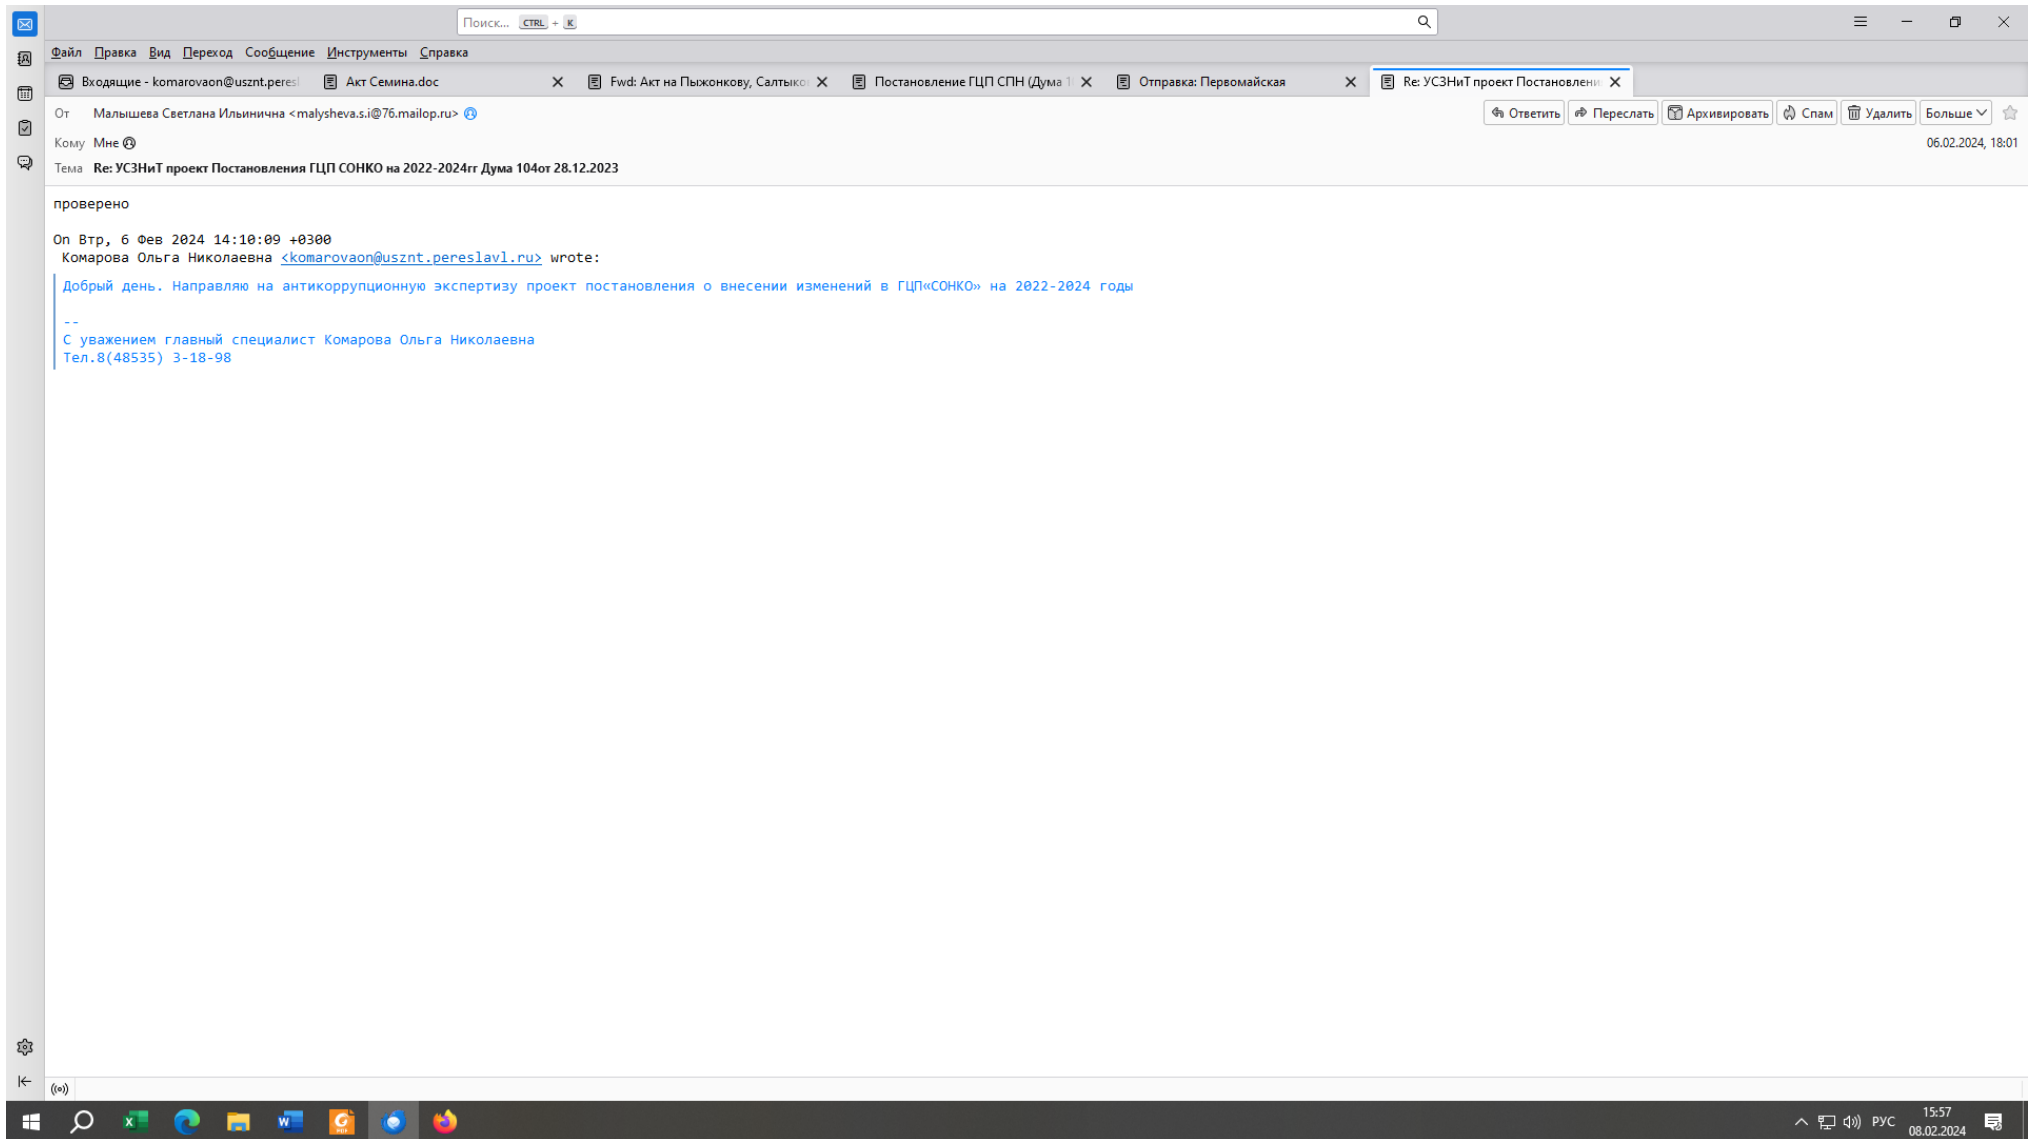 Поиск... CTRL + K
Файл Правка Вид Переход Сообщение Инструменты Справка
Входящие - komarovaon@usznt.peresl
Акт Семина.doc
Fwd: Акт на Пыжонкову, Салтыко
Постановление ГЦП СПН (Дума 1
Отправка: Первомайская
Re: УСЗНиТ проект Постановлени
От Малышева Светлана Ильинична <malysheva.s.i@76.mailop.ru>
Ответить Переслать Архивировать Спам Удалить Больше
Кому Мне
06.02.2024, 18:01
Тема Re: УСЗНиТ проект Постановления ГЦП СОНКО на 2022-2024гг Дума 104от 28.12.2023
проверено
On Втр, 6 Фев 2024 14:10:09 +0300
Комарова Ольга Николаевна <komarovaon@usznt.pereslavl.ru> wrote:
Добрый день. Направляю на антикоррупционную экспертизу проект постановления о внесении изменений в ГЦП«СОНКО» на 2022-2024 годы
--
С уважением главный специалист Комарова Ольга Николаевна
Тел.8(48535) 3-18-98
РУС
15:57
08.02.2024